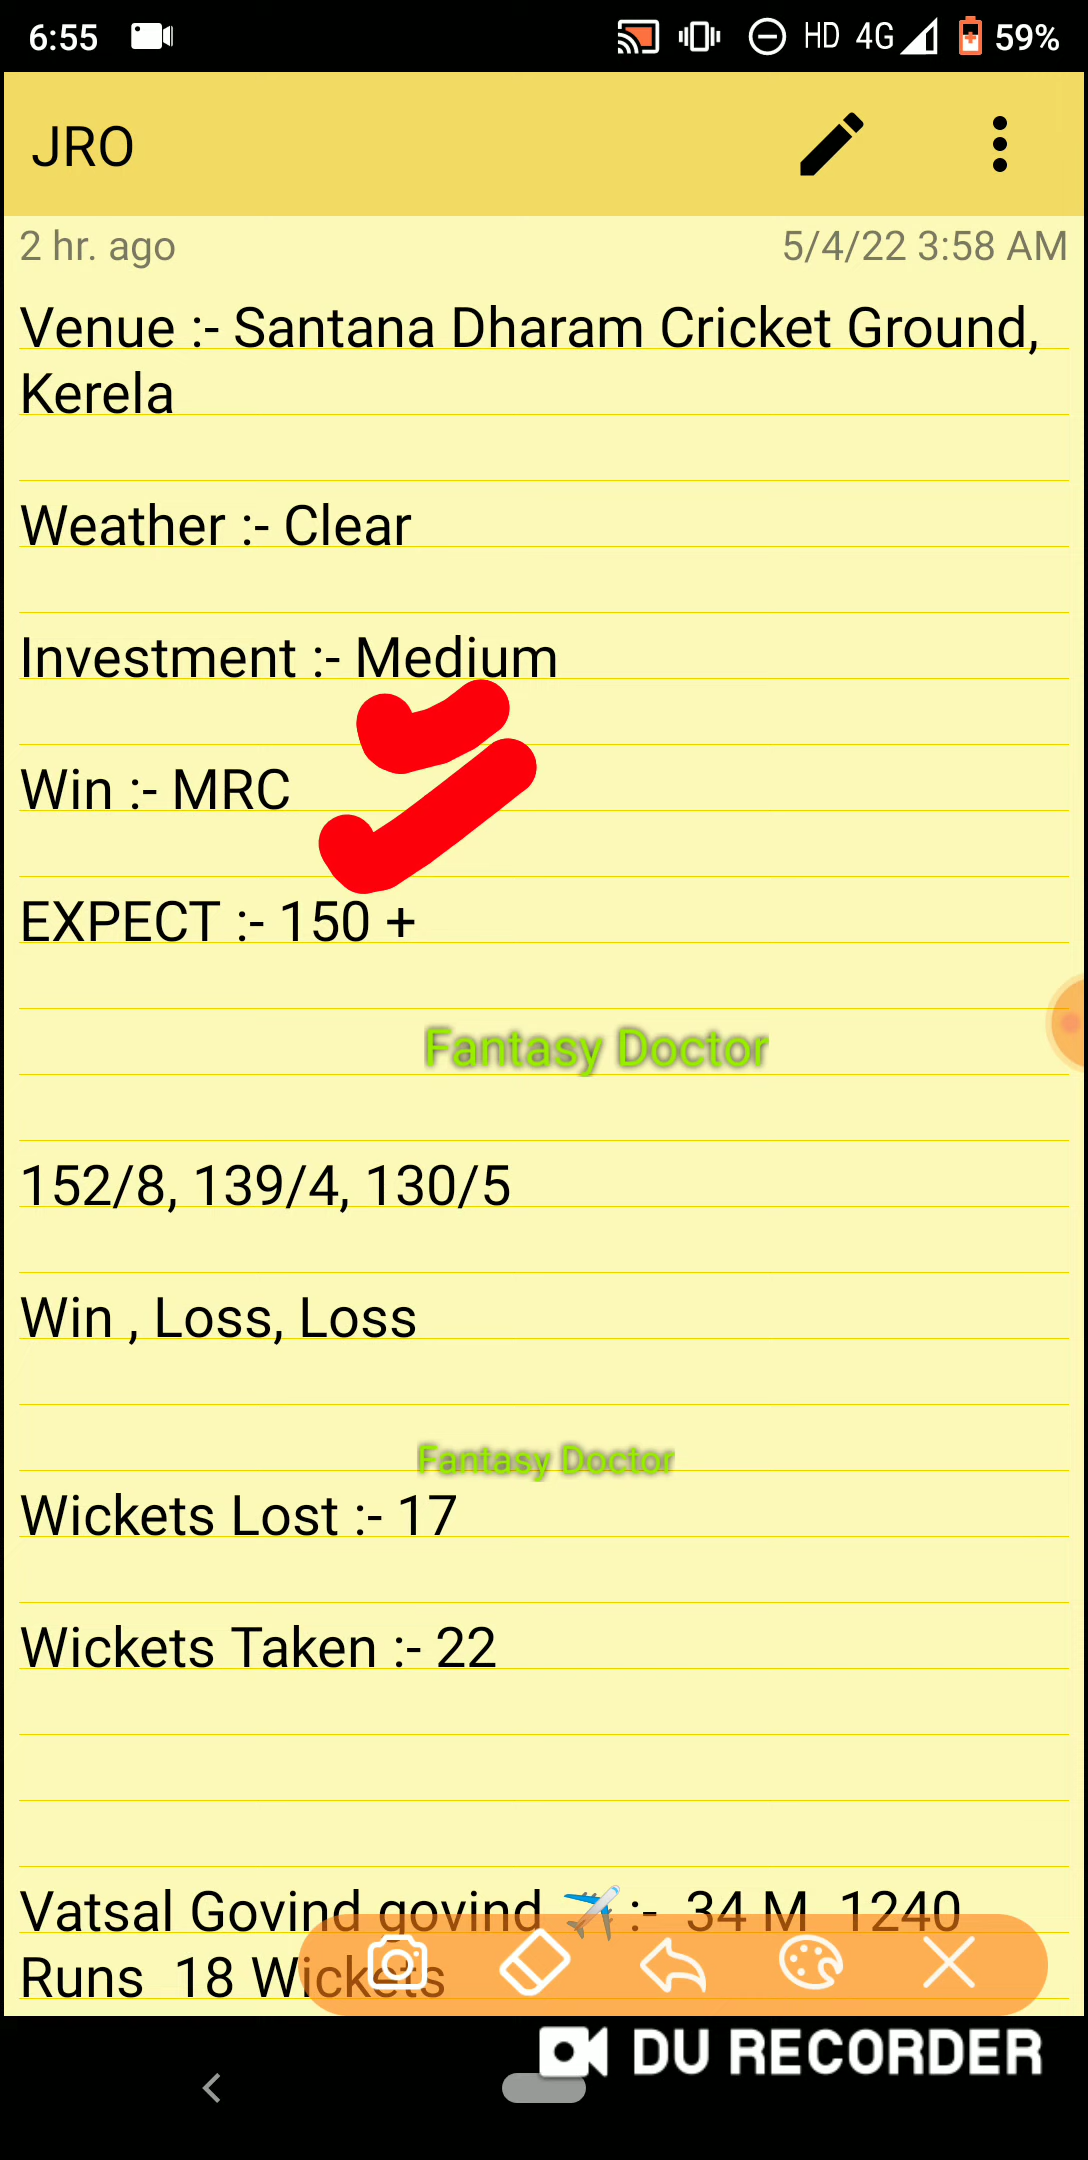 6:55 HD 4G 59%
JRO
2 hr. ago 5/4/22 3:58 AM
Venue :- Santana Dharam Cricket Ground,
Kerela
Weather :- Clear
Investment :- Medium
Win :- MRC
EXPECT :- 150 +
Fantasy Doctor
152/8, 139/4, 130/5
Win , Loss, Loss
Fantasy Doctor
Wickets Lost :- 17
Wickets Taken :- 22
Vatsal Govind govind ✈️ :- 34 M 1240
Runs 18 Wickets
DU RECORDER